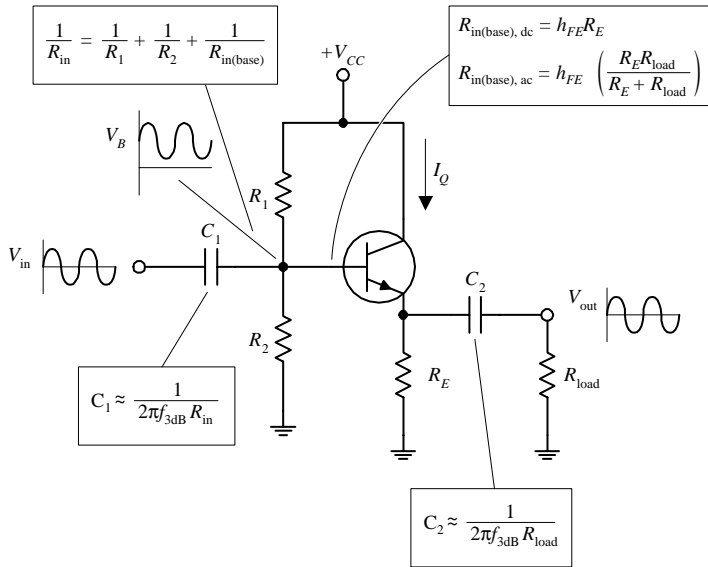 1/R_in = 1/R_1 + 1/R_2 + 1/R_in(base)
R_in(base), dc = h_FE R_E
R_in(base), ac = h_FE (R_E R_load / R_E + R_load)
+V_CC
V_B
I_Q
R_1
C_1
V_in
C_2
V_out
R_2
R_E
R_load
C_1 ≈ 1/2πf_3dB R_in
C_2 ≈ 1/2πf_3dB R_load